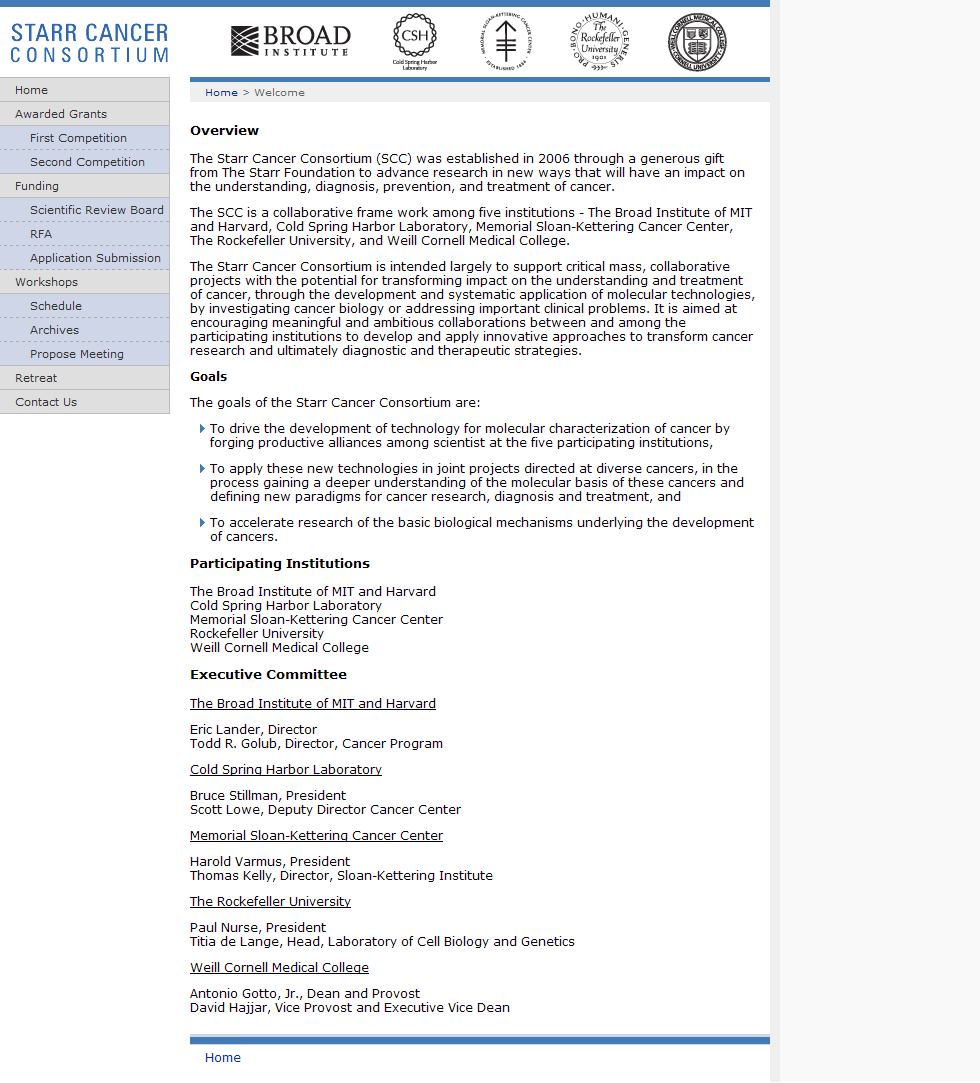 STARR CANCER
CONSORTIUM
BROAD
INSTITUTE
CSH
Cold Spring Harbor
Laboratory
MEMORIAL SLOAN-KETTERING CANCER CENTER
ESTABLISHED 1884
PRO·BONO·HUMANI·GENERIS
The
Rockefeller
University
1901
WEILL CORNELL MEDICAL COLLEGE
Home
Awarded Grants
First Competition
Second Competition
Funding
Scientific Review Board
RFA
Application Submission
Workshops
Schedule
Archives
Propose Meeting
Retreat
Contact Us
Home > Welcome
Overview
The Starr Cancer Consortium (SCC) was established in 2006 through a generous gift
from The Starr Foundation to advance research in new ways that will have an impact on
the understanding, diagnosis, prevention, and treatment of cancer.
The SCC is a collaborative frame work among five institutions - The Broad Institute of MIT
and Harvard, Cold Spring Harbor Laboratory, Memorial Sloan-Kettering Cancer Center,
The Rockefeller University, and Weill Cornell Medical College.
The Starr Cancer Consortium is intended largely to support critical mass, collaborative
projects with the potential for transforming impact on the understanding and treatment
of cancer, through the development and systematic application of molecular technologies,
by investigating cancer biology or addressing important clinical problems. It is aimed at
encouraging meaningful and ambitious collaborations between and among the
participating institutions to develop and apply innovative approaches to transform cancer
research and ultimately diagnostic and therapeutic strategies.
Goals
The goals of the Starr Cancer Consortium are:
To drive the development of technology for molecular characterization of cancer by
forging productive alliances among scientist at the five participating institutions,
To apply these new technologies in joint projects directed at diverse cancers, in the
process gaining a deeper understanding of the molecular basis of these cancers and
defining new paradigms for cancer research, diagnosis and treatment, and
To accelerate research of the basic biological mechanisms underlying the development
of cancers.
Participating Institutions
The Broad Institute of MIT and Harvard
Cold Spring Harbor Laboratory
Memorial Sloan-Kettering Cancer Center
Rockefeller University
Weill Cornell Medical College
Executive Committee
The Broad Institute of MIT and Harvard
Eric Lander, Director
Todd R. Golub, Director, Cancer Program
Cold Spring Harbor Laboratory
Bruce Stillman, President
Scott Lowe, Deputy Director Cancer Center
Memorial Sloan-Kettering Cancer Center
Harold Varmus, President
Thomas Kelly, Director, Sloan-Kettering Institute
The Rockefeller University
Paul Nurse, President
Titia de Lange, Head, Laboratory of Cell Biology and Genetics
Weill Cornell Medical College
Antonio Gotto, Jr., Dean and Provost
David Hajjar, Vice Provost and Executive Vice Dean
Home